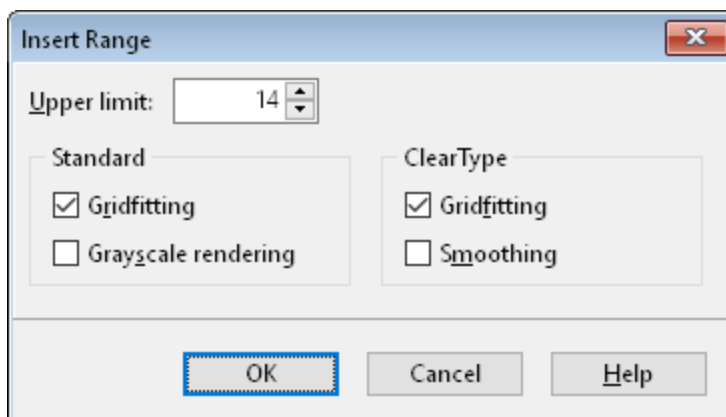 Insert Range
Upper limit: 14
Standard
Gridfitting
Grayscale rendering
ClearType
Gridfitting
Smoothing
OK Cancel Help